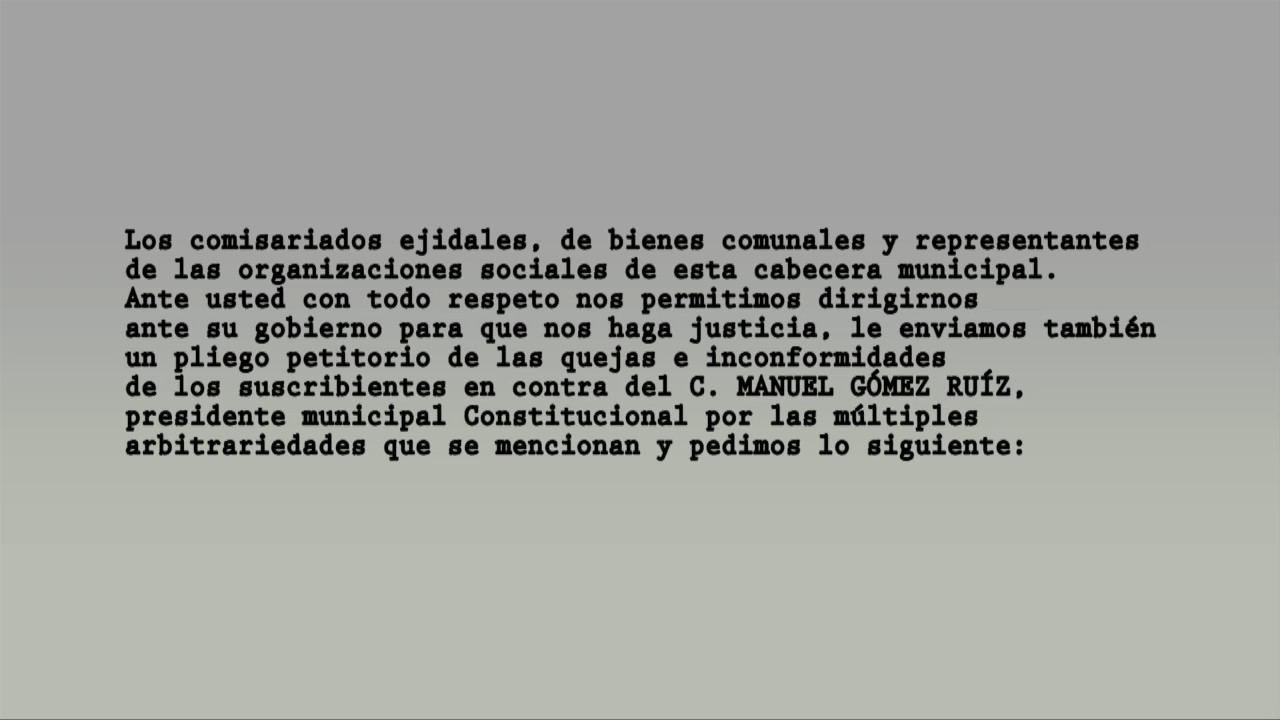 Los comisariados ejidales, de bienes comunales y representantes
de las organizaciones sociales de esta cabecera municipal.
Ante usted con todo respeto nos permitimos dirigirnos
ante su gobierno para que nos haga justicia, le enviamos también
un pliego petitorio de las quejas e inconformidades
de los suscribientes en contra del C. MANUEL GÓMEZ RUÍZ,
presidente municipal Constitucional por las múltiples
arbitrariedades que se mencionan y pedimos lo siguiente: